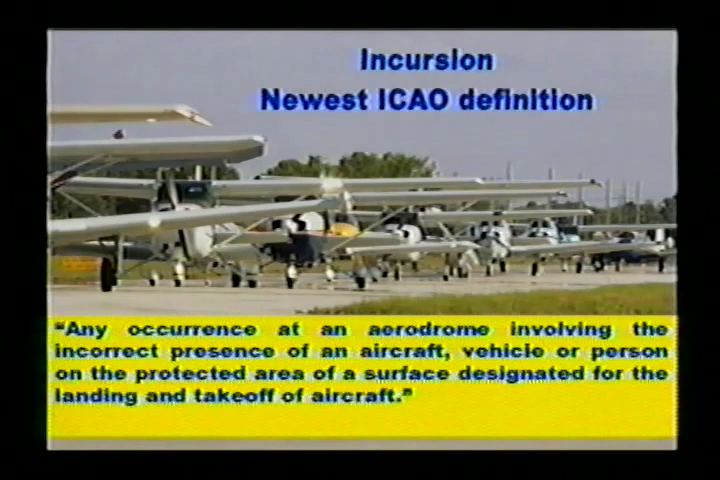 Incursion
Newest ICAO definition
“Any occurrence at an aerodrome involving the
incorrect presence of an aircraft, vehicle or person
on the protected area of a surface designated for the
landing and takeoff of aircraft.”